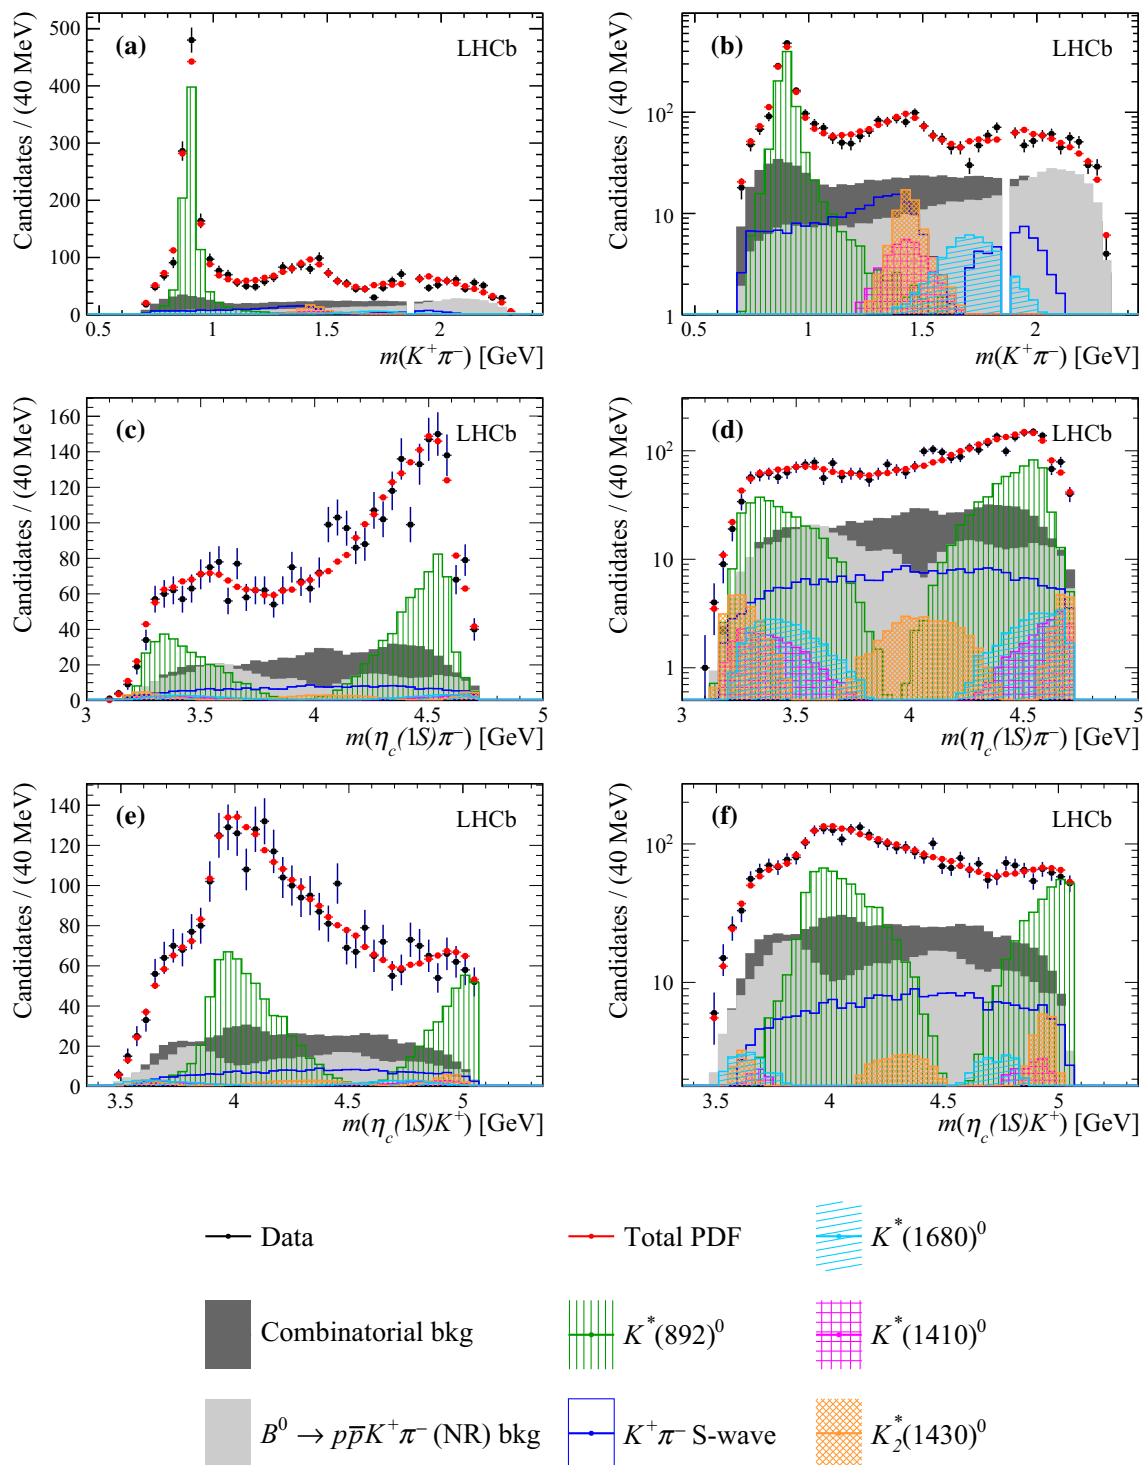 Candidates / (40 MeV)
500
400
300
200
100
0
(a)
LHCb
0.5 1 1.5 2
m(K⁺π⁻) [GeV]
Candidates / (40 MeV)
10²
10
1
(b)
LHCb
0.5 1 1.5 2
m(K⁺π⁻) [GeV]
Candidates / (40 MeV)
160
140
120
100
80
60
40
20
0
(c)
LHCb
3 3.5 4 4.5 5
m(η_c(1S)π⁻) [GeV]
Candidates / (40 MeV)
10²
10
1
(d)
LHCb
3 3.5 4 4.5 5
m(η_c(1S)π⁻) [GeV]
Candidates / (40 MeV)
140
120
100
80
60
40
20
0
(e)
LHCb
3.5 4 4.5 5
m(η_c(1S)K⁺) [GeV]
Candidates / (40 MeV)
10²
10
(f)
LHCb
3.5 4 4.5 5
m(η_c(1S)K⁺) [GeV]
Data
Total PDF
K*(1680)⁰
Combinatorial bkg
K*(892)⁰
K*(1410)⁰
B⁰ → pp̅K⁺π⁻ (NR) bkg
K⁺π⁻ S-wave
K₂*(1430)⁰